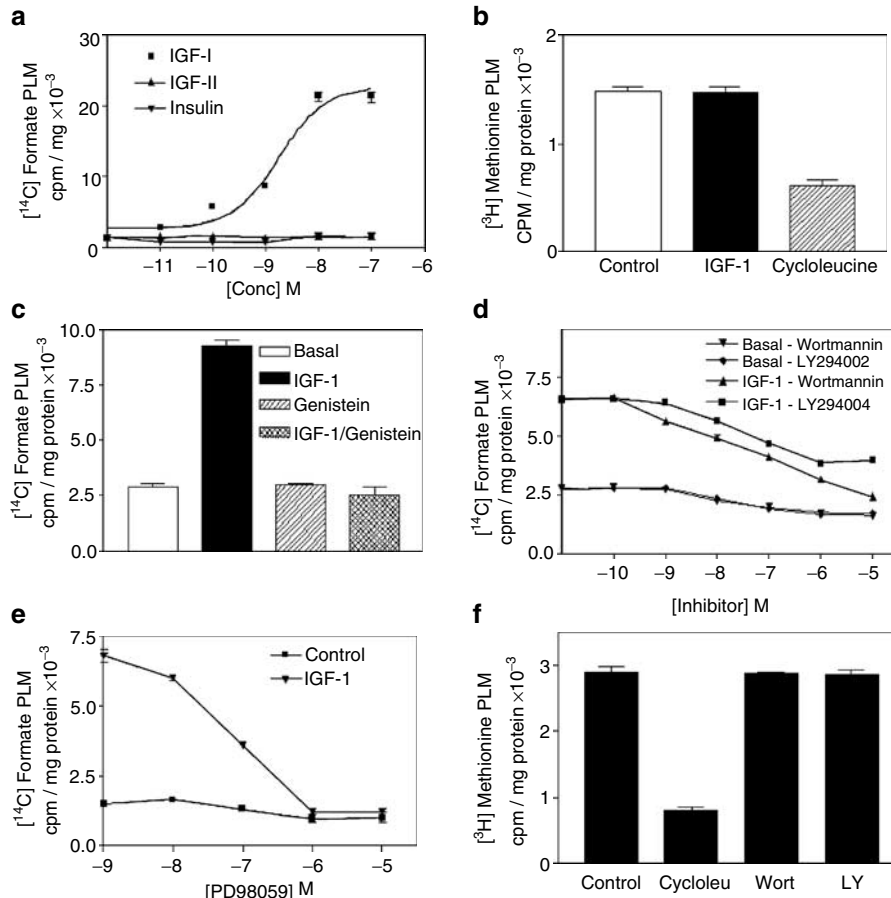 a
[14C] Formate PLM
cpm / mg ×10−3
30
20
10
0
IGF-I
IGF-II
Insulin
−11 −10 −9 −8 −7 −6
[Conc] M
b
[3H] Methionine PLM
CPM / mg protein ×10−3
2
1
0
Control IGF-1 Cycloleucine
c
[14C] Formate PLM
cpm / mg protein ×10−3
10.0
7.5
5.0
2.5
0.0
Basal
IGF-1
Genistein
IGF-1/Genistein
d
[14C] Formate PLM
cpm / mg protein ×10−3
7.5
5.0
2.5
0.0
Basal - Wortmannin
Basal - LY294002
IGF-1 - Wortmannin
IGF-1 - LY294004
−10 −9 −8 −7 −6 −5
[Inhibitor] M
e
[14C] Formate PLM
cpm / mg protein ×10−3
7.5
5.0
2.5
0.0
Control
IGF-1
−9 −8 −7 −6 −5
[PD98059] M
f
[3H] Methionine PLM
cpm / mg protein ×10−3
3
2
1
0
Control Cycloleu Wort LY